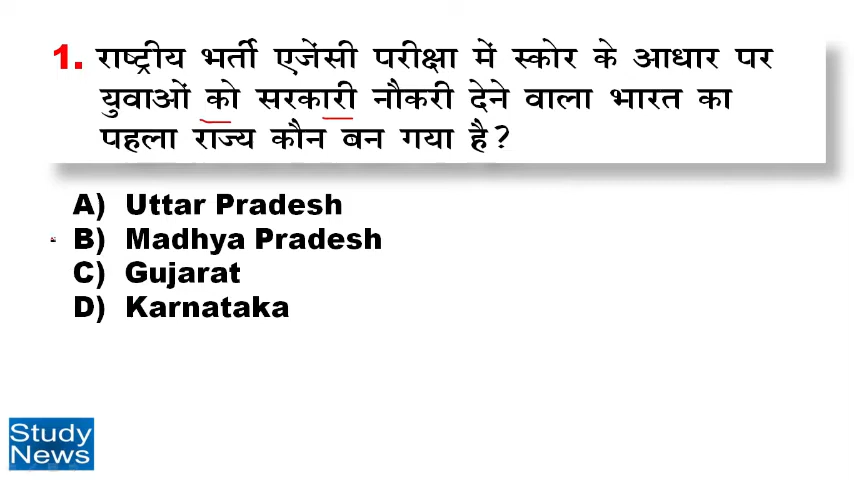 1. राष्ट्रीय भर्ती एजेंसी परीक्षा में स्कोर के आधार पर
युवाओं को सरकारी नौकरी देने वाला भारत का
पहला राज्य कौन बन गया है?
A) Uttar Pradesh
B) Madhya Pradesh
C) Gujarat
D) Karnataka
Study
News